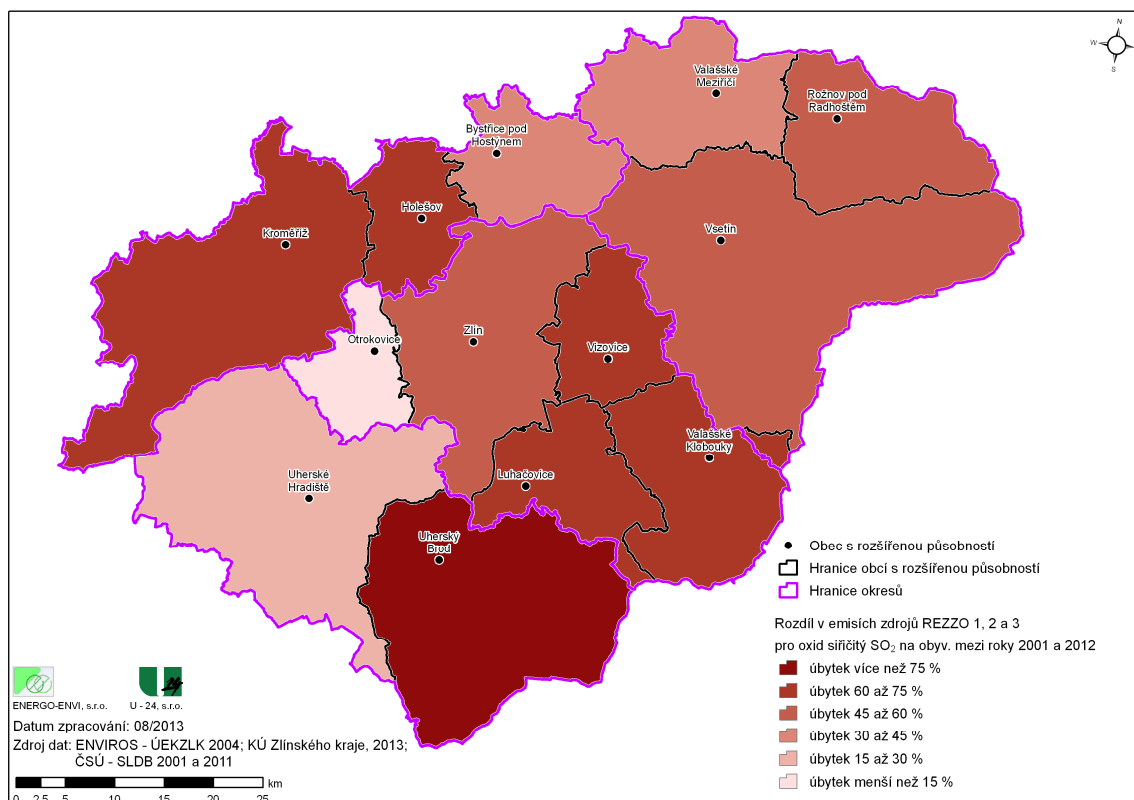 N
W
S
Valašské
Meziříčí
Rožnov pod
Radhoštěm
Bystřice pod
Hostýnem
Holešov
Kroměříž
Vsetín
Otrokovice
Zlín
Vizovice
Valašské
Klobouky
Uherské
Hradiště
Luhačovice
Uherský
Brod
Obec s rozšířenou působností
Hranice obcí s rozšířenou působností
Hranice okresů
Rozdíl v emisích zdrojů REZZO 1, 2 a 3
pro oxid siřičitý SO₂ na obyv. mezi roky 2001 a 2012
úbytek více než 75 %
úbytek 60 až 75 %
úbytek 45 až 60 %
úbytek 30 až 45 %
úbytek 15 až 30 %
úbytek menší než 15 %
ENERGO-ENVI, s.r.o. U - 24, s.r.o.
Datum zpracování: 08/2013
Zdroj dat: ENVIROS - ÚEKZLK 2004; KÚ Zlínského kraje, 2013;
ČSÚ - SLDB 2001 a 2011
km
0 2,5 5 10 15 20 25